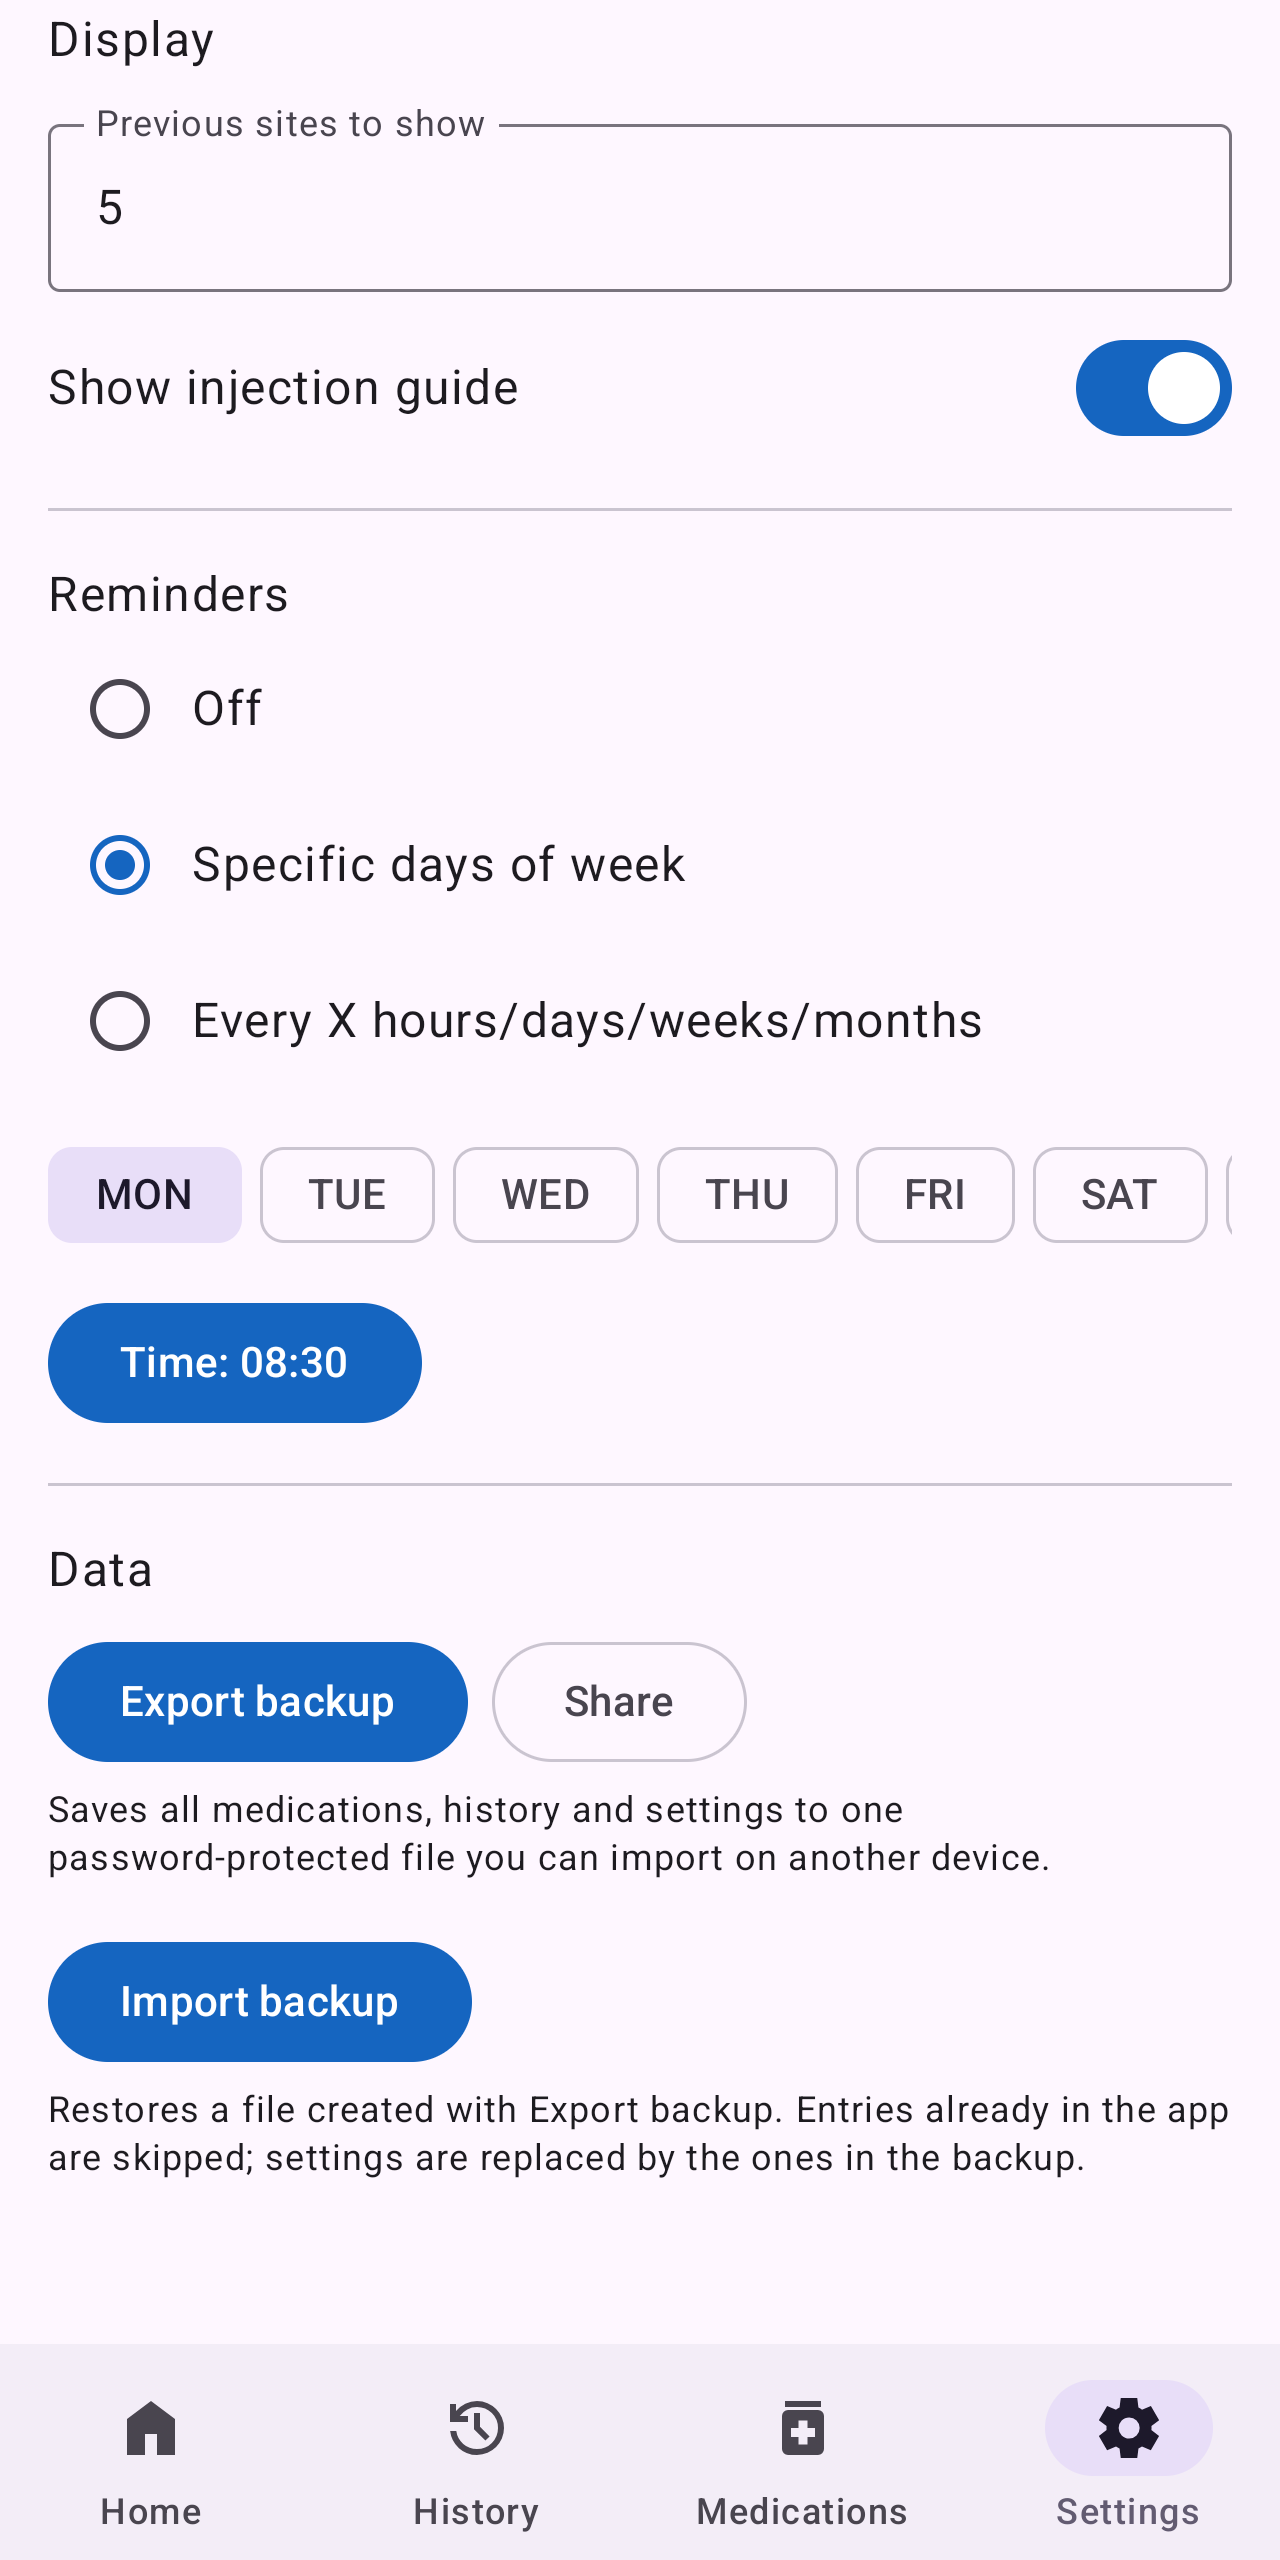 Display
Previous sites to show
5
Show injection guide
Reminders
Off
Specific days of week
Every X hours/days/weeks/months
MON TUE WED THU FRI SAT
Time: 08:30
Data
Export backup Share
Saves all medications, history and settings to one
password-protected file you can import on another device.
Import backup
Restores a file created with Export backup. Entries already in the app
are skipped; settings are replaced by the ones in the backup.
Home History Medications Settings